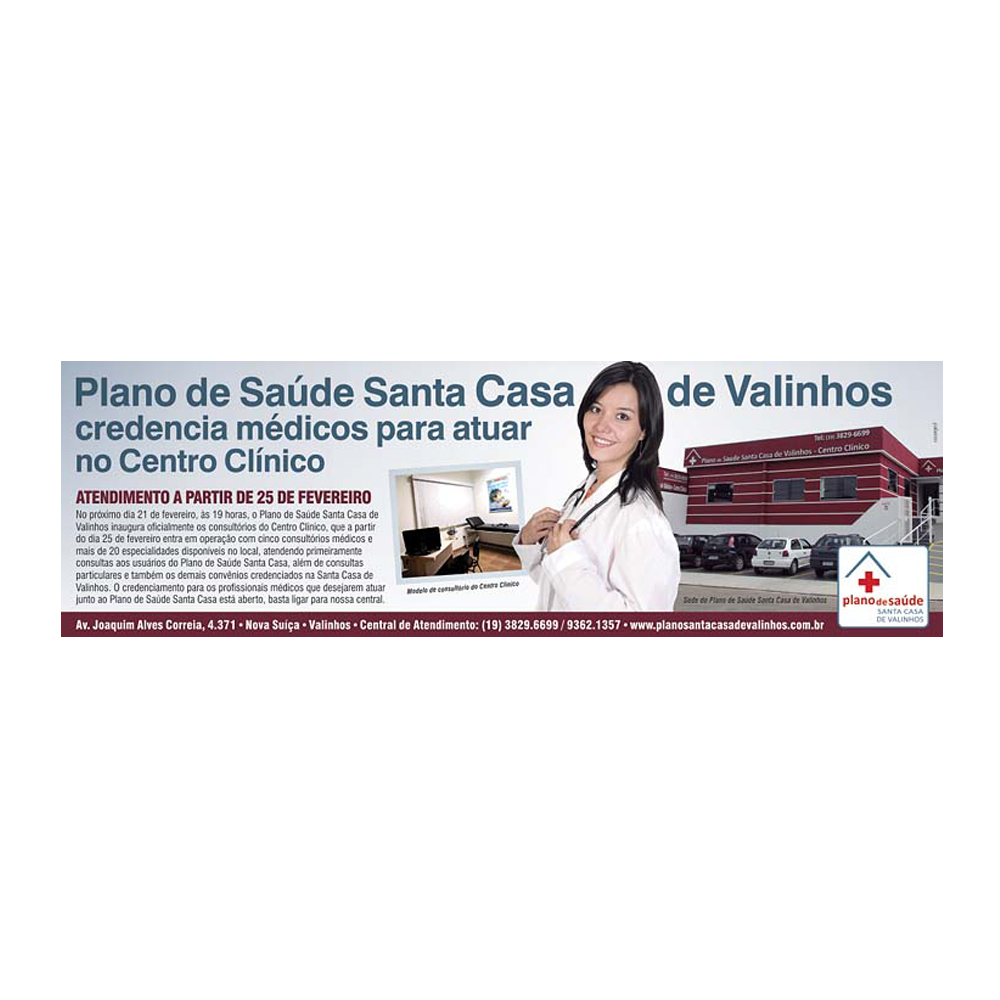 Plano de Saúde Santa Casa de Valinhos
credencia médicos para atuar
no Centro Clínico
ATENDIMENTO A PARTIR DE 25 DE FEVEREIRO
No próximo dia 21 de fevereiro, às 19 horas, o Plano de Saúde Santa Casa de
Valinhos inaugura oficialmente os consultórios do Centro Clínico, que a partir
do dia 25 de fevereiro entra em operação com cinco consultórios médicos e
mais de 20 especialidades disponíveis no local, atendendo primeiramente
consultas aos usuários do Plano de Saúde Santa Casa, além de consultas
particulares e também os demais convênios credenciados na Santa Casa de
Valinhos. O credenciamento para os profissionais médicos que desejarem atuar
junto ao Plano de Saúde Santa Casa está aberto, basta ligar para nossa central.
Modelo de consultório do Centro Clínico
Tel: (19) 3829-6699
Plano de Saude Santa Casa de Valinhos - Centro Clínico
Sede do Plano de Saúde Santa Casa de Valinhos
plano de saúde
SANTA CASA
DE VALINHOS
Av. Joaquim Alves Correia, 4.371 • Nova Suíça • Valinhos • Central de Atendimento: (19) 3829.6699 / 9362.1357 • www.planosantacasadevalinhos.com.br